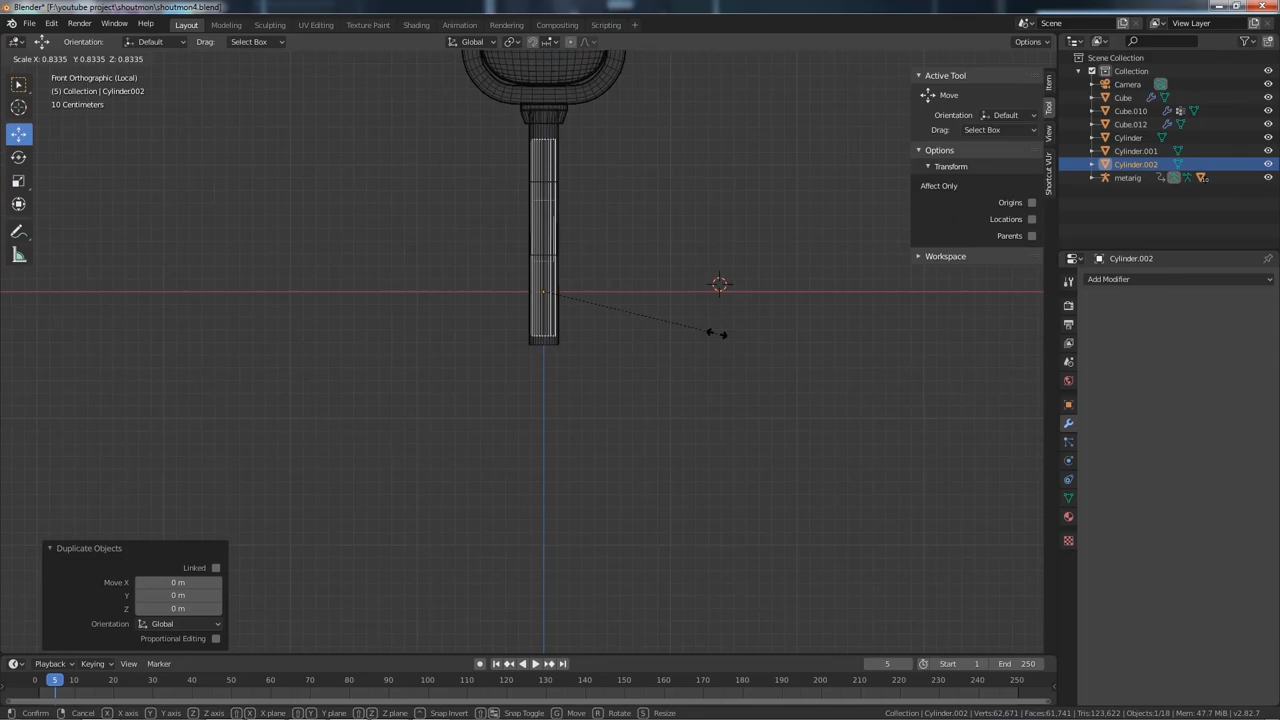 Blender* [F:\youtube project\shoutmon\shoutmon4.blend]
File Edit Render Window Help Layout Modeling Sculpting UV Editing Texture Paint Shading Animation Rendering Compositing Scripting + Scene View Layer
Orientation: Default Drag: Select Box Global Options
Scale X: 0.8335 Y: 0.8335 Z: 0.8335
Front Orthographic (Local)
(5) Collection | Cylinder002
10 Centimeters
Active Tool
Move
Orientation Default
Drag: Select Box
Options
Transform
Affect Only
Origins
Locations
Parents
Workspace
Item
Tool
View
Shortcut VUr
Scene Collection
Collection
Camera
Cube
Cube.010
Cube.012
Cylinder
Cylinder.001
Cylinder.002
metarig
Cylinder.002
Add Modifier
Duplicate Objects
Linked
Move X 0 m
Y 0 m
Z 0 m
Orientation Global
Proportional Editing
Playback Keying View Marker 5 Start 1 End 250
5 10 20 30 40 50 60 70 80 90 100 110 120 130 140 150 160 170 180 190 200 210 220 230 240 250
Confirm Cancel X X axis Y Y axis Z Z axis X X plane Y Y plane Z Z plane Snap Invert Snap Toggle G Move R Rotate S Resize Collection | Cylinder.002 | Verts:62,671 | Faces:61,741 | Tris:123,622 | Objects:1/18 | Mem: 47.7 MiB | v2.82.7